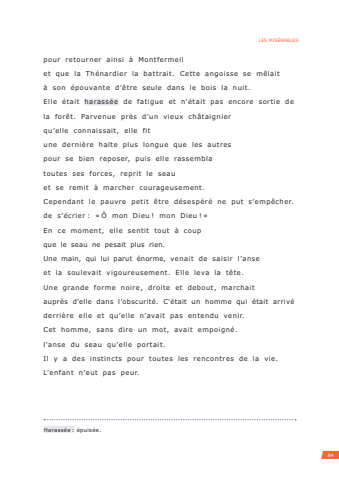 LES MISÉRABLES
pour retourner ainsi à Montfermeil
et que la Thénardier la battrait. Cette angoisse se mêlait
à son épouvante d'être seule dans le bois la nuit.
Elle était harassée de fatigue et n'était pas encore sortie de
la forêt. Parvenue près d'un vieux châtaignier
qu'elle connaissait, elle fit
une dernière halte plus longue que les autres
pour se bien reposer, puis elle rassembla
toutes ses forces, reprit le seau
et se remit à marcher courageusement.
Cependant le pauvre petit être désespéré ne put s'empêcher.
de s'écrier : « Ô mon Dieu ! mon Dieu ! »
En ce moment, elle sentit tout à coup
que le seau ne pesait plus rien.
Une main, qui lui parut énorme, venait de saisir l'anse
et la soulevait vigoureusement. Elle leva la tête.
Une grande forme noire, droite et debout, marchait
auprès d'elle dans l'obscurité. C'était un homme qui était arrivé
derrière elle et qu'elle n'avait pas entendu venir.
Cet homme, sans dire un mot, avait empoigné.
l'anse du seau qu'elle portait.
Il y a des instincts pour toutes les rencontres de la vie.
L'enfant n'eut pas peur.
Harassée : épuisée.
34